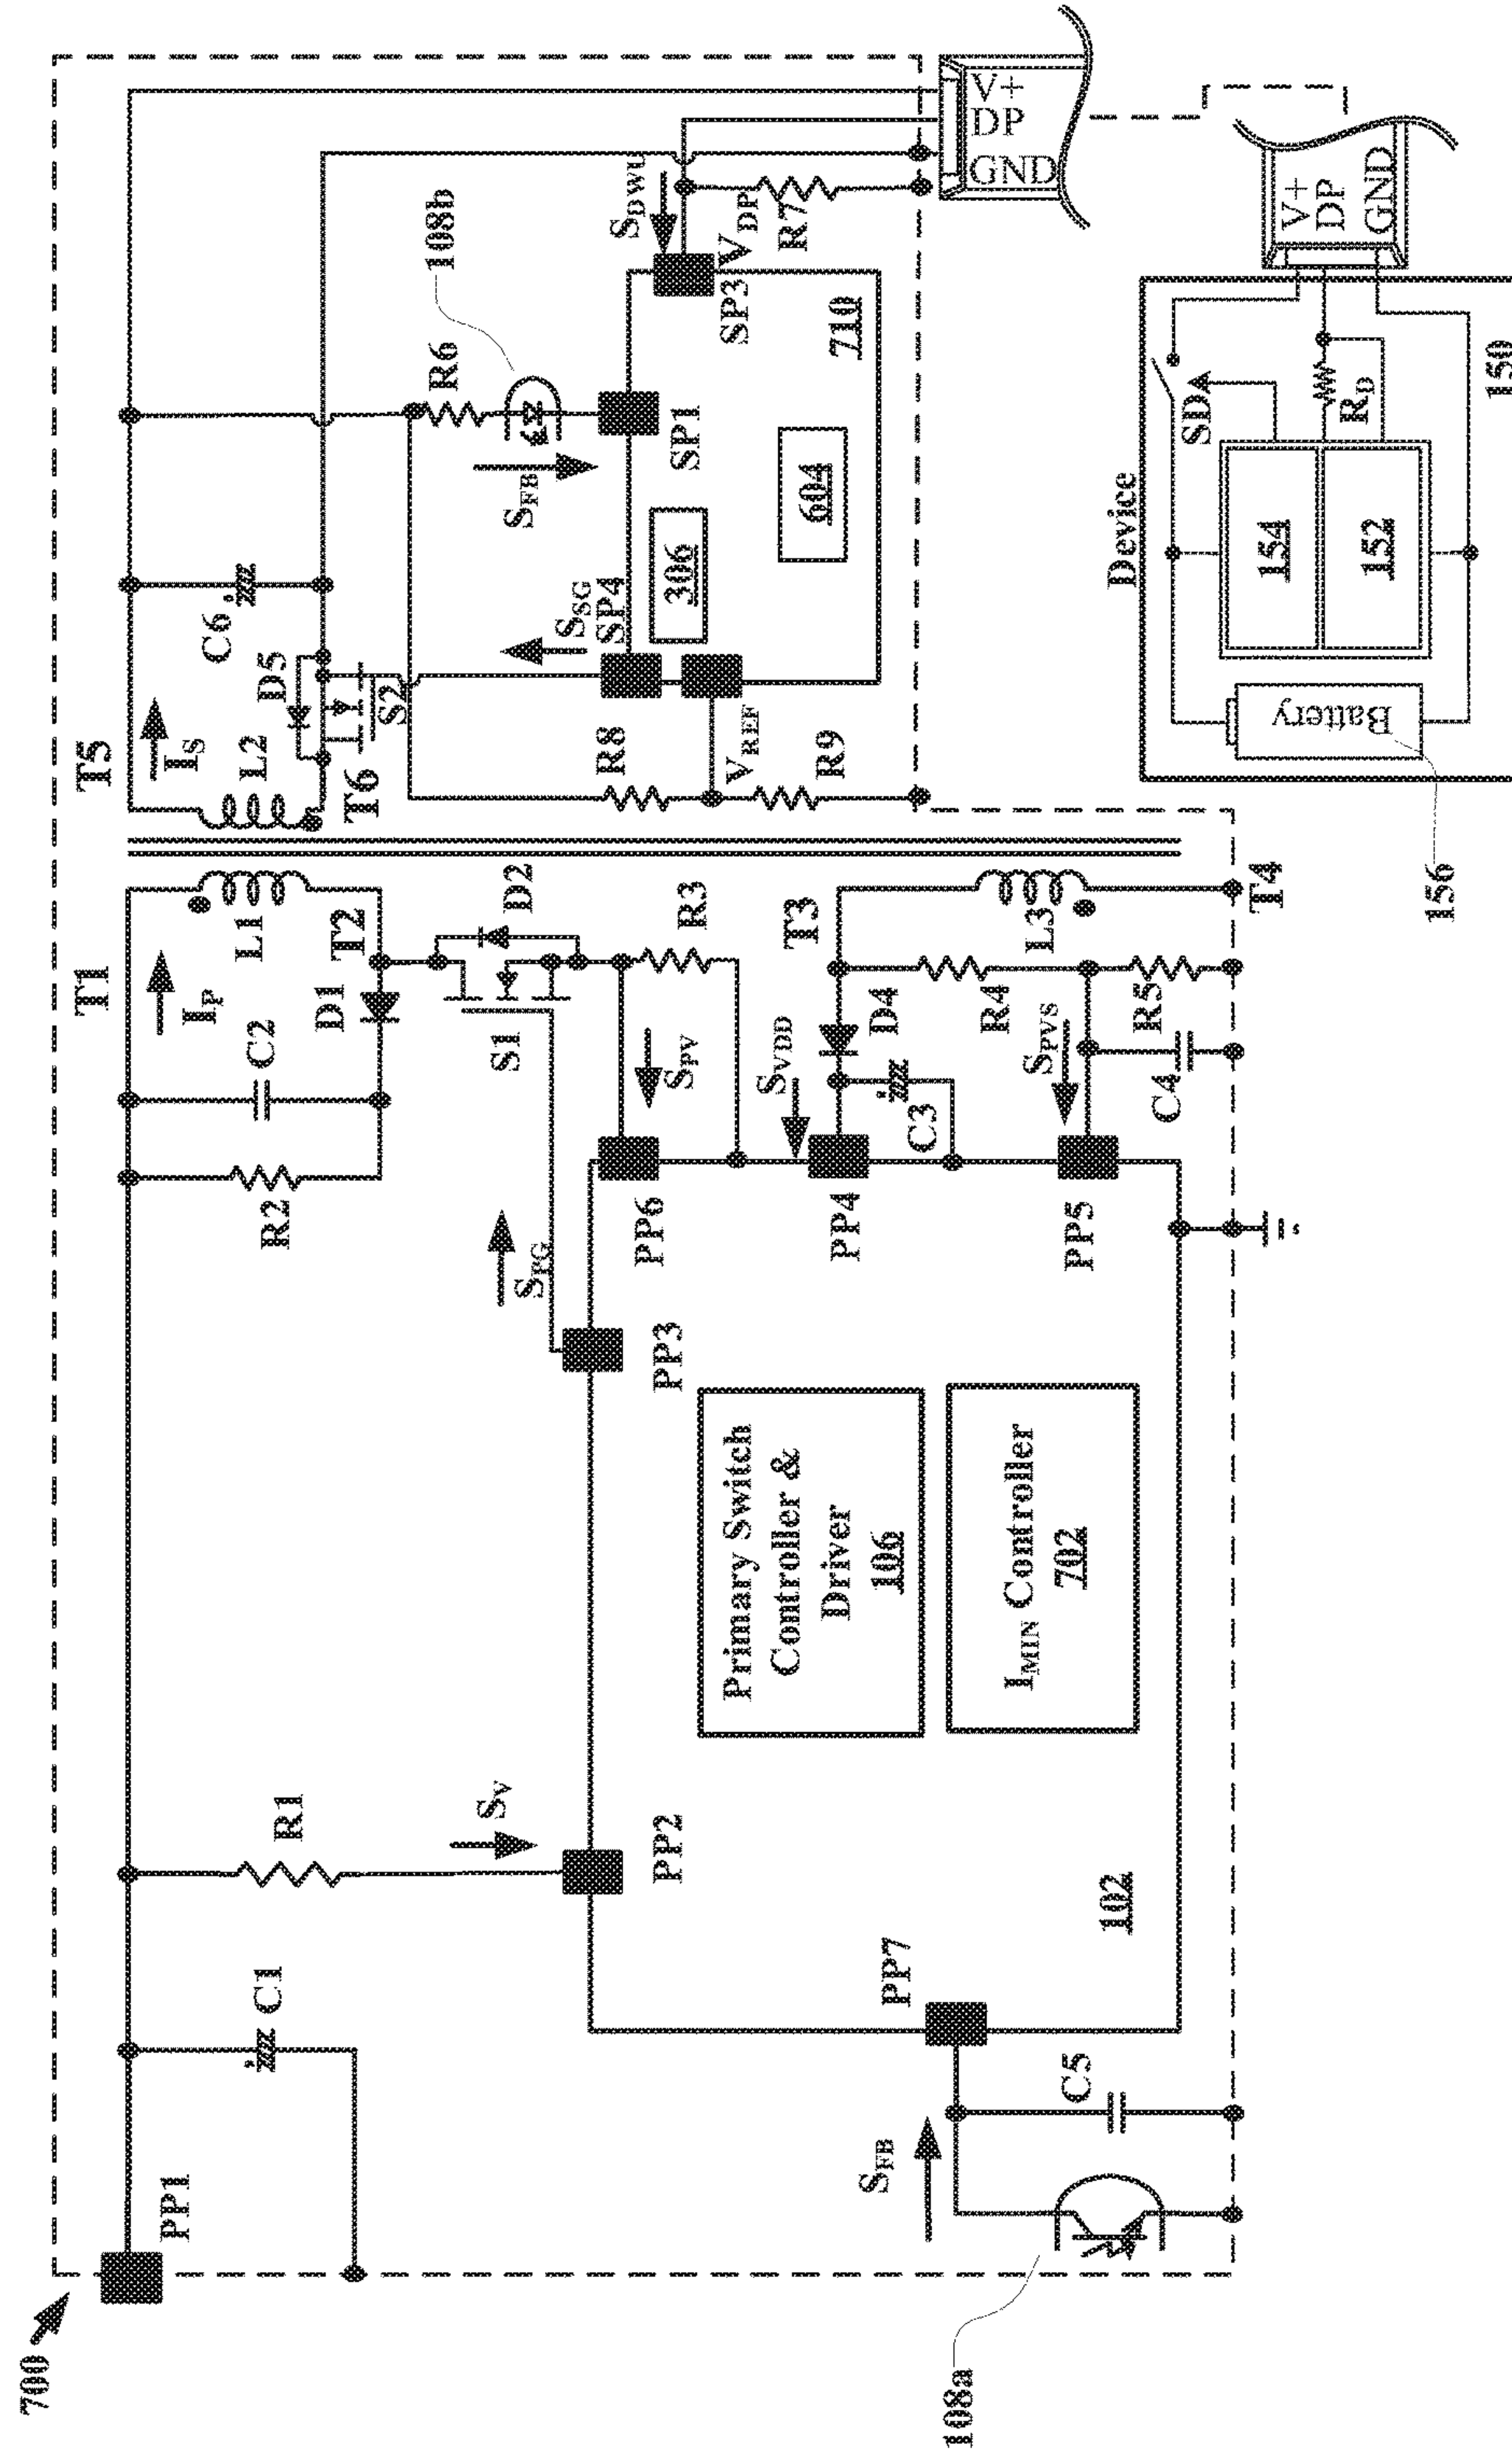 700
PP1
C1
R1
S_V
PP2
R2
C2
D1
T1
I_P
L1
T2
S1
D2
S_PG
PP3
PP6
S_PV
R3
S_VDD
PP4
D4
C3
T3
R4
L3
S_PVS
PP5
R5
C4
T4
Primary Switch
Controller &
Driver
106
I_MIN Controller
702
102
PP7
S_FB
C5
108a
T5
I_S
L2
T6
D5
C6
S2
S_SG
SP4
306
R8
V_REF
R9
S_FB
R6
108b
SP1
604
710
S_DWU
SP3
V_DP
R7
V+
DP
GND
V+
DP
GND
Device
SD
R_D
154
152
Battery
156
150